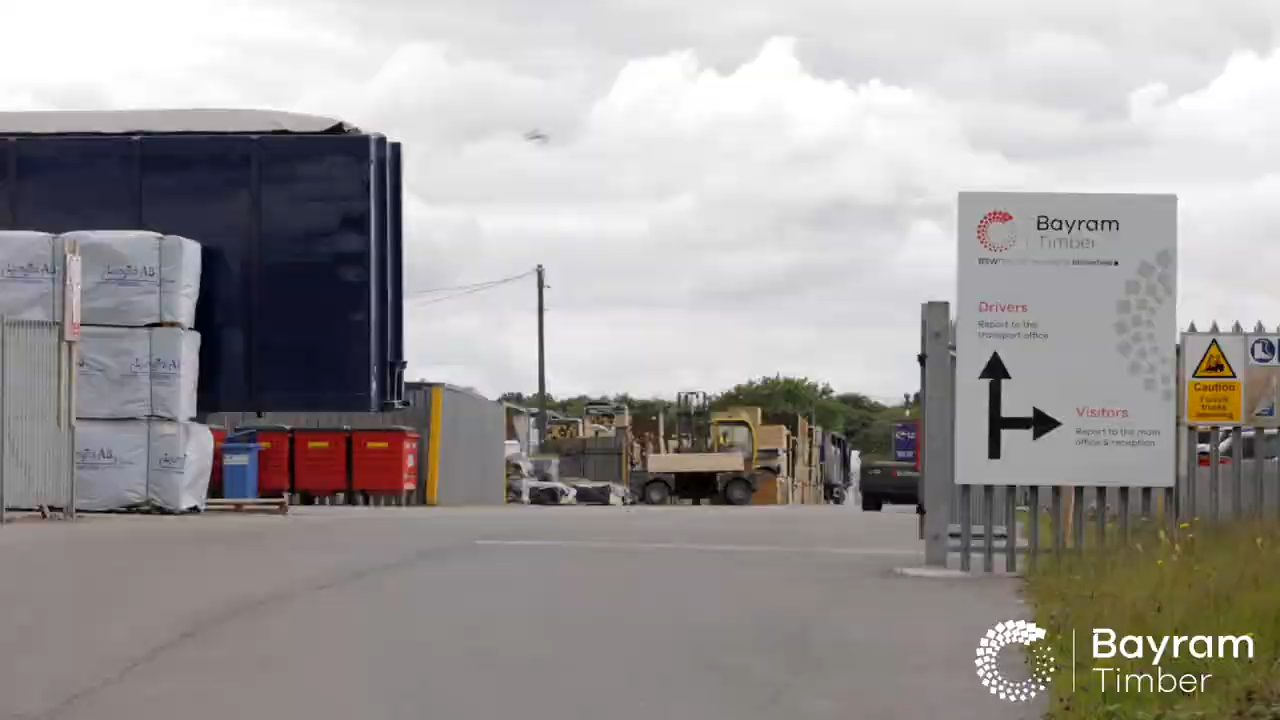 Bayram
Timber
Drivers
Report to the
transport office
Visitors
Report to the main
office & reception
Caution
Bayram
Timber